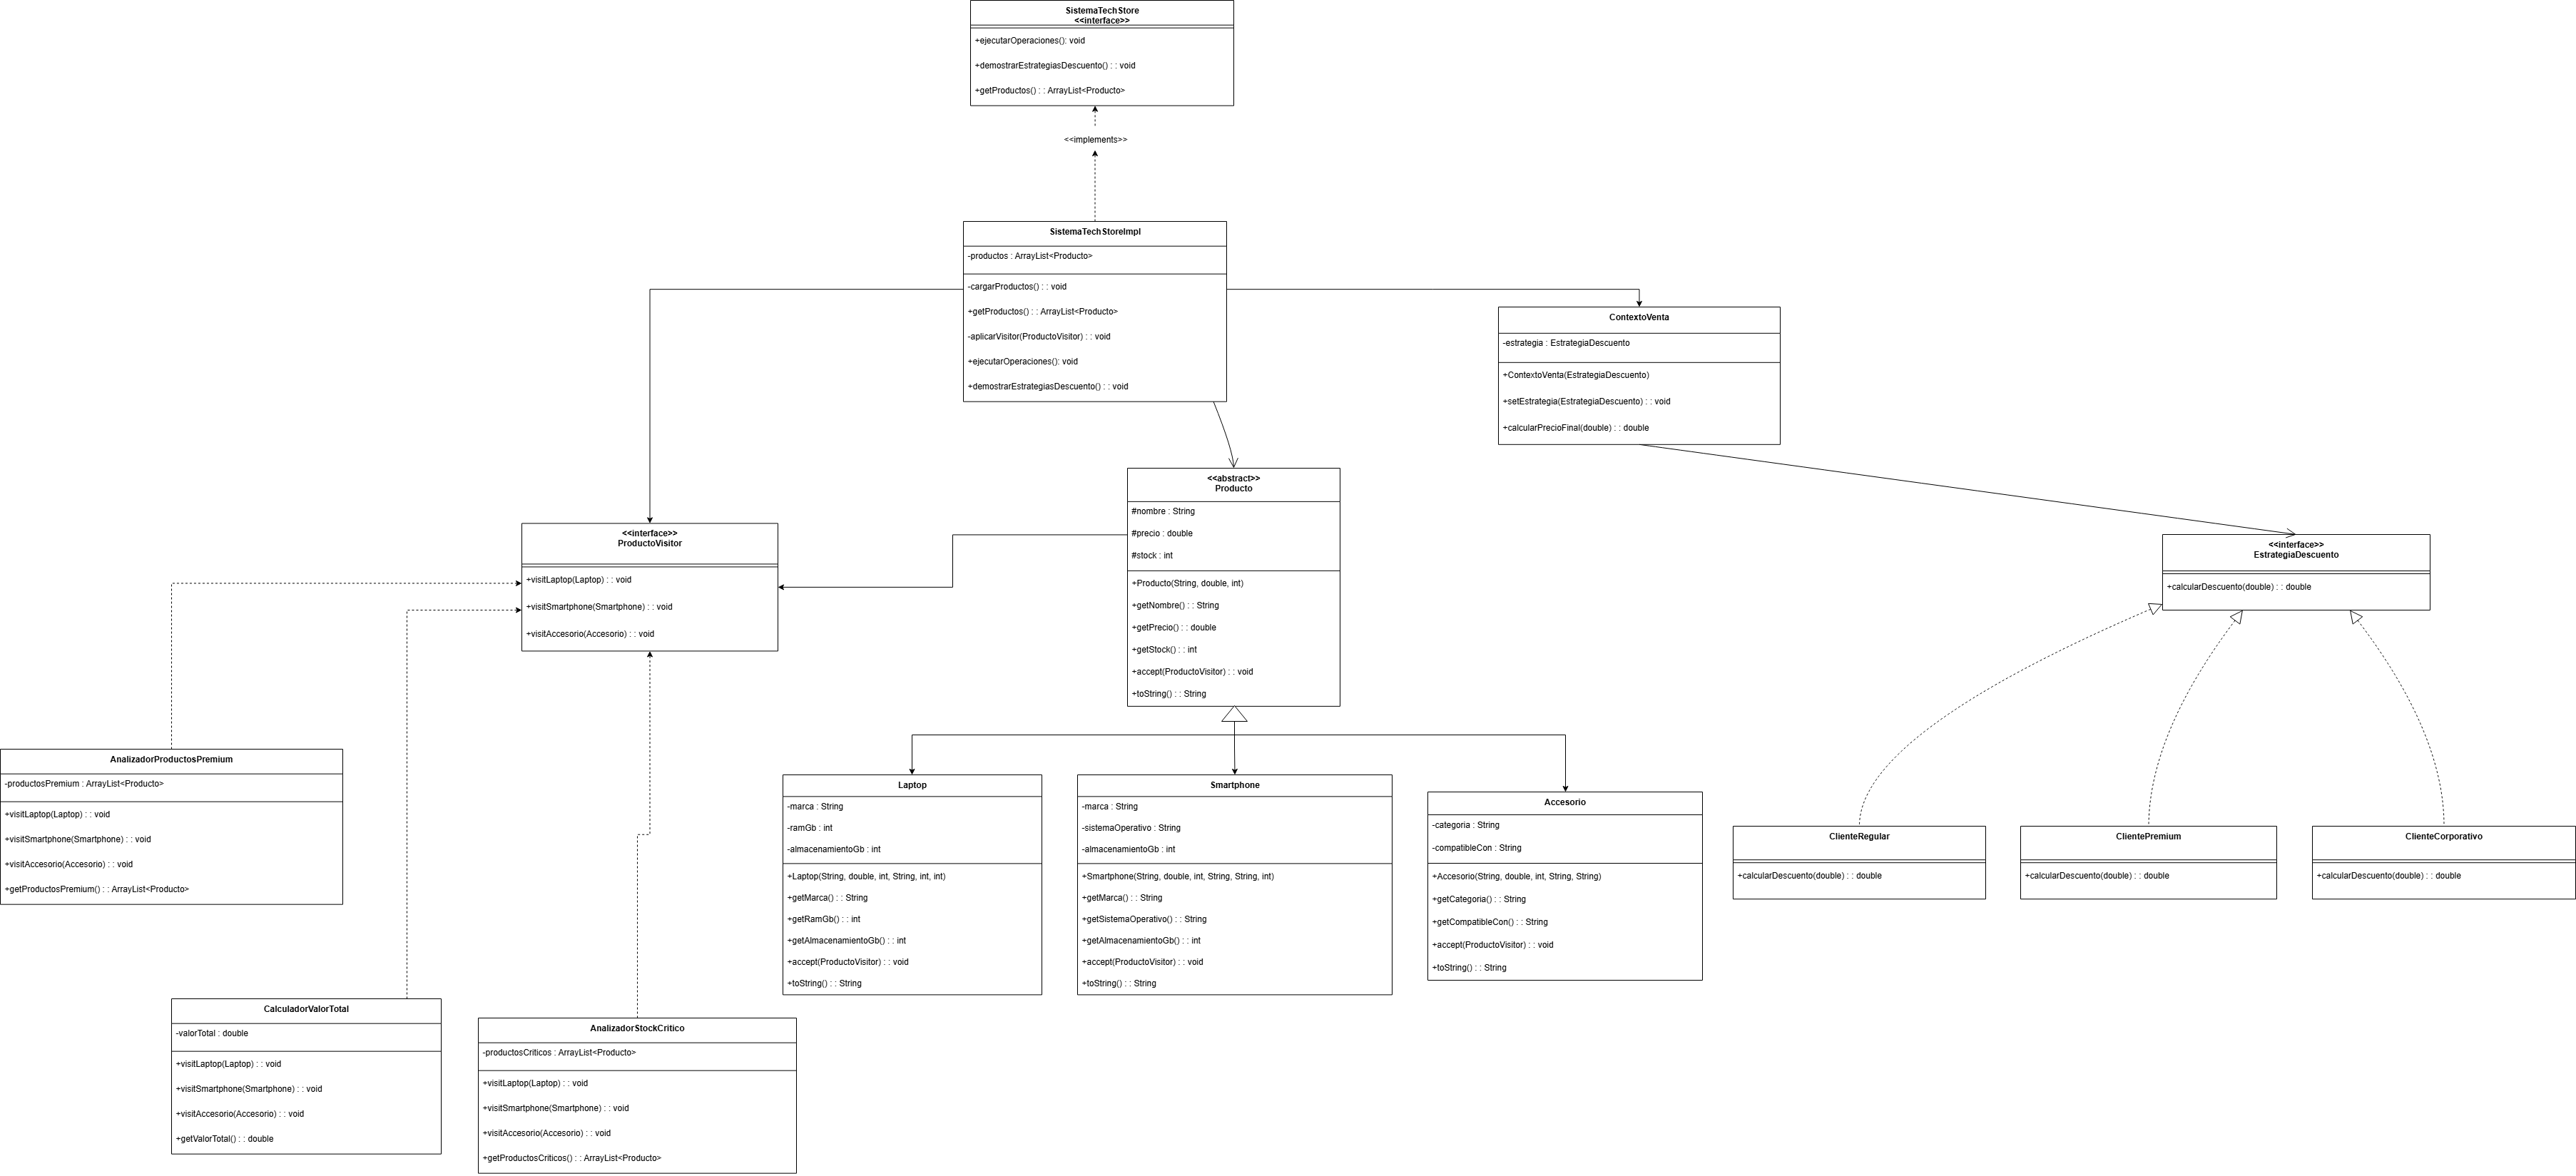 SistemaTechStore
<<interface>>
+ejecutarOperaciones(): void
+demostrarEstrategiasDescuento() : : void
+getProductos() : : ArrayList<Producto>
<<implements>>
SistemaTechStoreImpl
-productos : ArrayList<Producto>
-cargarProductos() : : void
+getProductos() : : ArrayList<Producto>
-aplicarVisitor(ProductoVisitor) : : void
+ejecutarOperaciones(): void
+demostrarEstrategiasDescuento() : : void
ContextoVenta
-estrategia : EstrategiaDescuento
+ContextoVenta(EstrategiaDescuento)
+setEstrategia(EstrategiaDescuento) : : void
+calcularPrecioFinal(double) : : double
<<abstract>>
Producto
#nombre : String
#precio : double
#stock : int
+Producto(String, double, int)
+getNombre() : : String
+getPrecio() : : double
+getStock() : : int
+accept(ProductoVisitor) : : void
+toString() : : String
<<interface>>
ProductoVisitor
+visitLaptop(Laptop) : : void
+visitSmartphone(Smartphone) : : void
+visitAccesorio(Accesorio) : : void
<<interface>>
EstrategiaDescuento
+calcularDescuento(double) : : double
AnalizadorProductosPremium
-productosPremium : ArrayList<Producto>
+visitLaptop(Laptop) : : void
+visitSmartphone(Smartphone) : : void
+visitAccesorio(Accesorio) : : void
+getProductosPremium() : : ArrayList<Producto>
Laptop
-marca : String
-ramGb : int
-almacenamientoGb : int
+Laptop(String, double, int, String, int, int)
+getMarca() : : String
+getRamGb() : : int
+getAlmacenamientoGb() : : int
+accept(ProductoVisitor) : : void
+toString() : : String
Smartphone
-marca : String
-sistemaOperativo : String
-almacenamientoGb : int
+Smartphone(String, double, int, String, String, int)
+getMarca() : : String
+getSistemaOperativo() : : String
+getAlmacenamientoGb() : : int
+accept(ProductoVisitor) : : void
+toString() : : String
Accesorio
-categoria : String
-compatibleCon : String
+Accesorio(String, double, int, String, String)
+getCategoria() : : String
+getCompatibleCon() : : String
+accept(ProductoVisitor) : : void
+toString() : : String
ClienteRegular
+calcularDescuento(double) : : double
ClientePremium
+calcularDescuento(double) : : double
ClienteCorporativo
+calcularDescuento(double) : : double
CalculadorValorTotal
-valorTotal : double
+visitLaptop(Laptop) : : void
+visitSmartphone(Smartphone) : : void
+visitAccesorio(Accesorio) : : void
+getValorTotal() : : double
AnalizadorStockCritico
-productosCriticos : ArrayList<Producto>
+visitLaptop(Laptop) : : void
+visitSmartphone(Smartphone) : : void
+visitAccesorio(Accesorio) : : void
+getProductosCriticos() : : ArrayList<Producto>